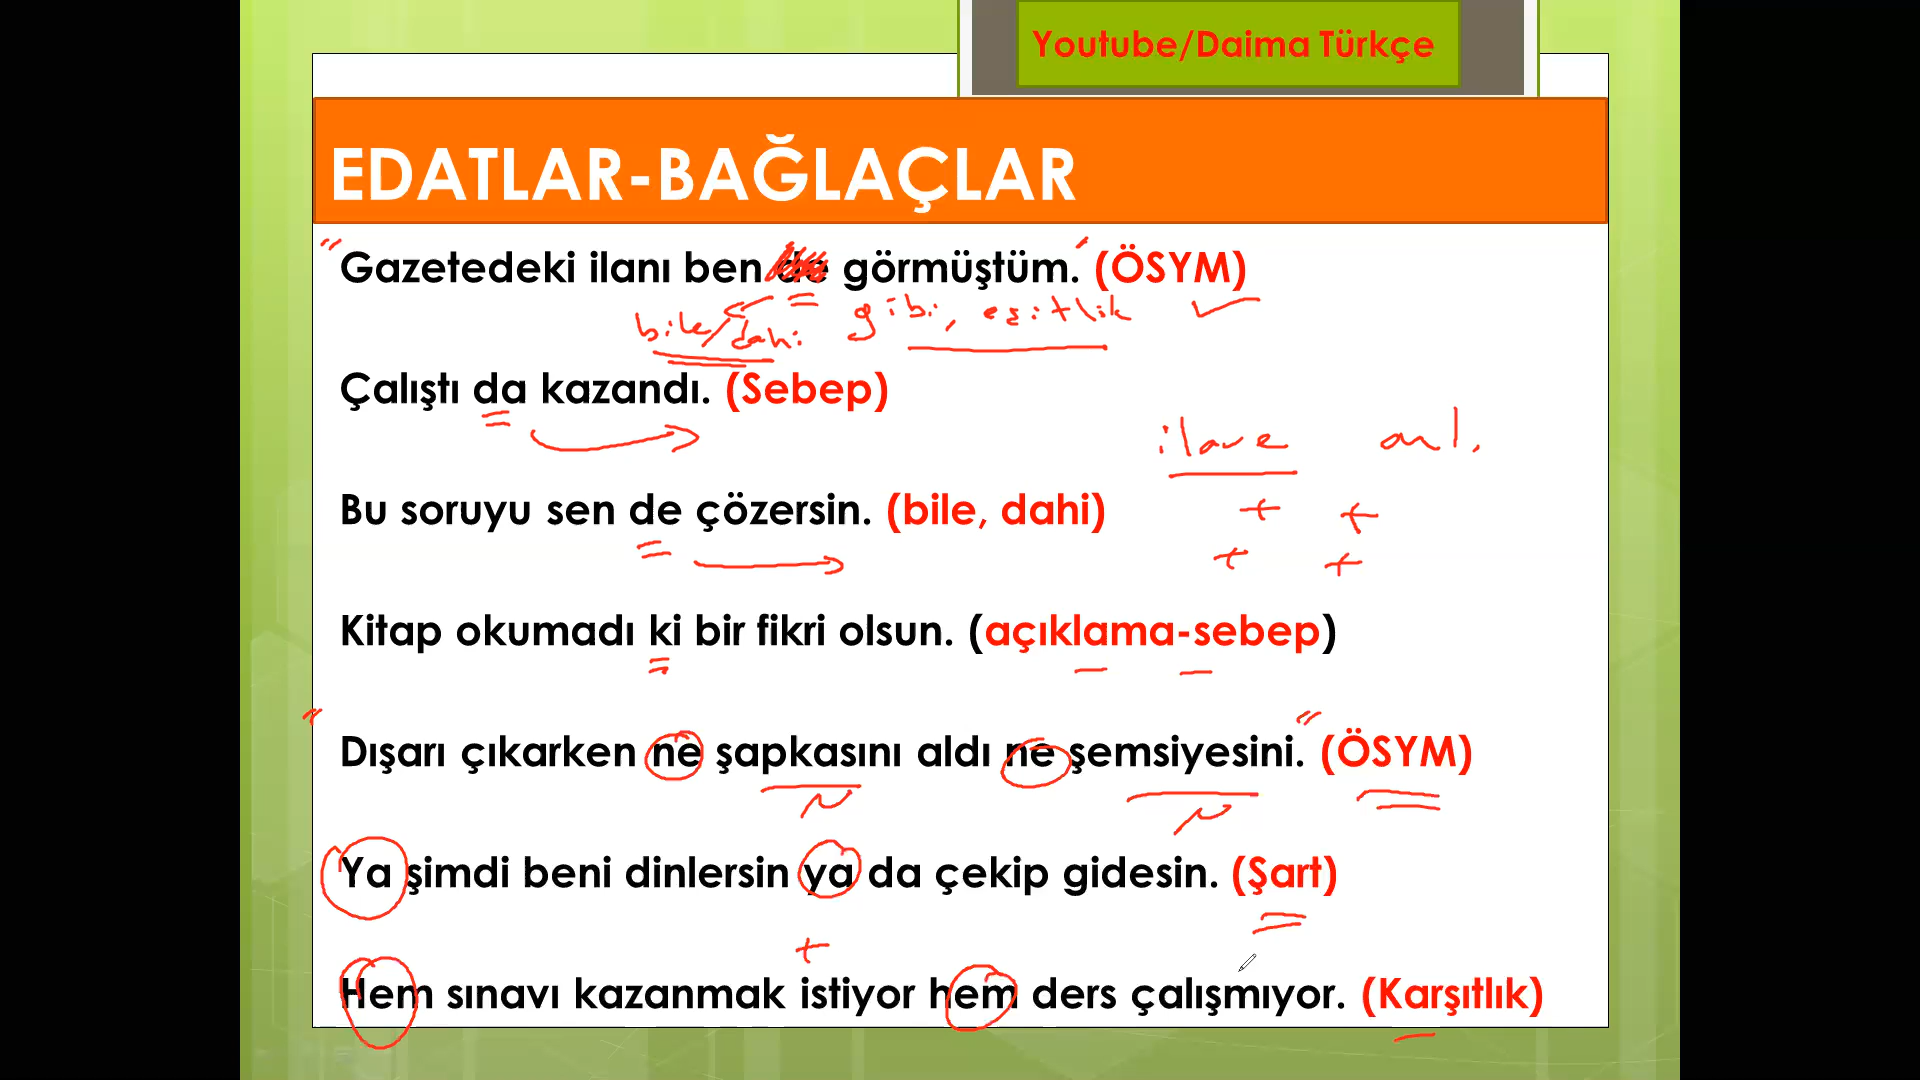 Youtube/Daima Türkçe
EDATLAR-BAĞLAÇLAR
Gazetedeki ilanı ben de görmüştüm. (ÖSYM)
bile/dahi gibi, eşitlik
Çalıştı da kazandı. (Sebep)
ilave anl.
Bu soruyu sen de çözersin. (bile, dahi)
Kitap okumadı ki bir fikri olsun. (açıklama-sebep)
Dışarı çıkarken ne şapkasını aldı ne şemsiyesini. (ÖSYM)
Ya şimdi beni dinlersin ya da çekip gidesin. (Şart)
Hem sınavı kazanmak istiyor hem ders çalışmıyor. (Karşıtlık)